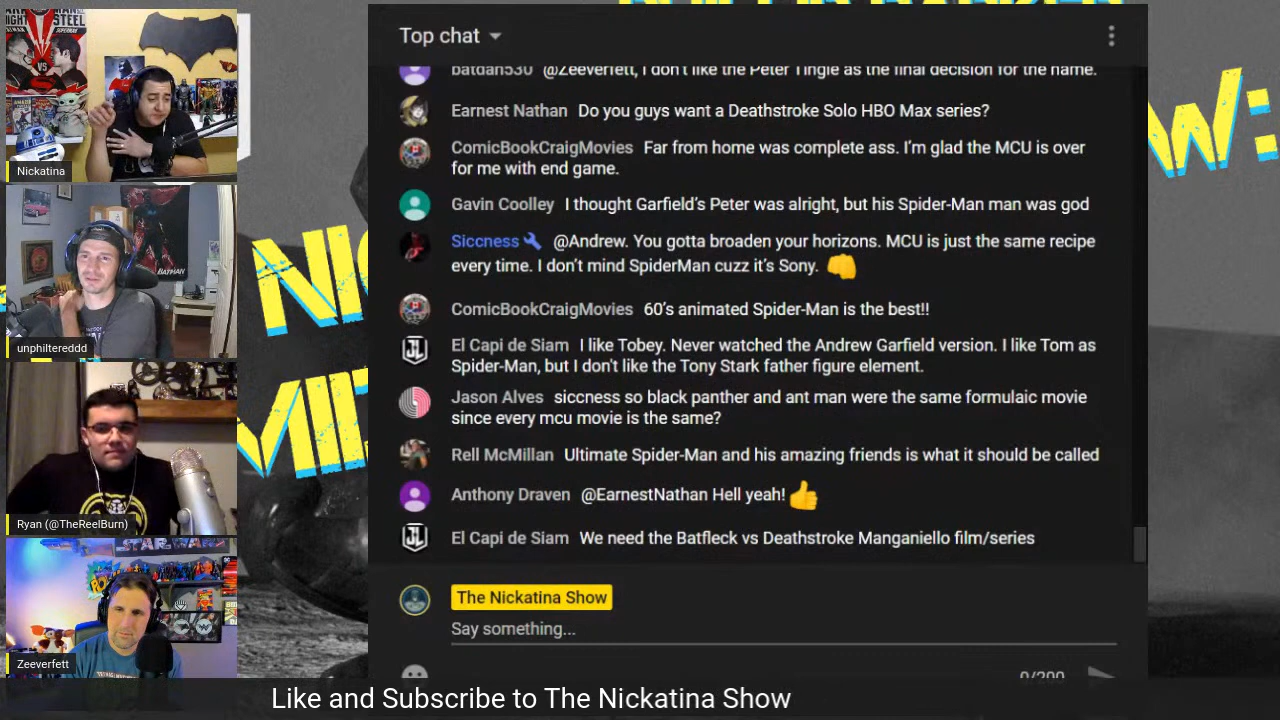 Top chat
batdan530 @Zeeverfett, I don't like the Peter Tingle as the final decision for the name.
Earnest Nathan Do you guys want a Deathstroke Solo HBO Max series?
ComicBookCraigMovies Far from home was complete ass. I'm glad the MCU is over
for me with end game.
Gavin Coolley I thought Garfield's Peter was alright, but his Spider-Man man was god
Siccness @Andrew. You gotta broaden your horizons. MCU is just the same recipe
every time. I don't mind SpiderMan cuzz it's Sony.
ComicBookCraigMovies 60's animated Spider-Man is the best!!
El Capi de Siam I like Tobey. Never watched the Andrew Garfield version. I like Tom as
Spider-Man, but I don't like the Tony Stark father figure element.
Jason Alves siccness so black panther and ant man were the same formulaic movie
since every mcu movie is the same?
Rell McMillan Ultimate Spider-Man and his amazing friends is what it should be called
Anthony Draven @EarnestNathan Hell yeah!
El Capi de Siam We need the Batfleck vs Deathstroke Manganiello film/series
The Nickatina Show
Say something...
0/200
Nickatina
unphiltereddd
Ryan (@TheReelBurn)
Zeeverfett
BATMAN
STEEL
VS
W:
NIC
Like and Subscribe to The Nickatina Show